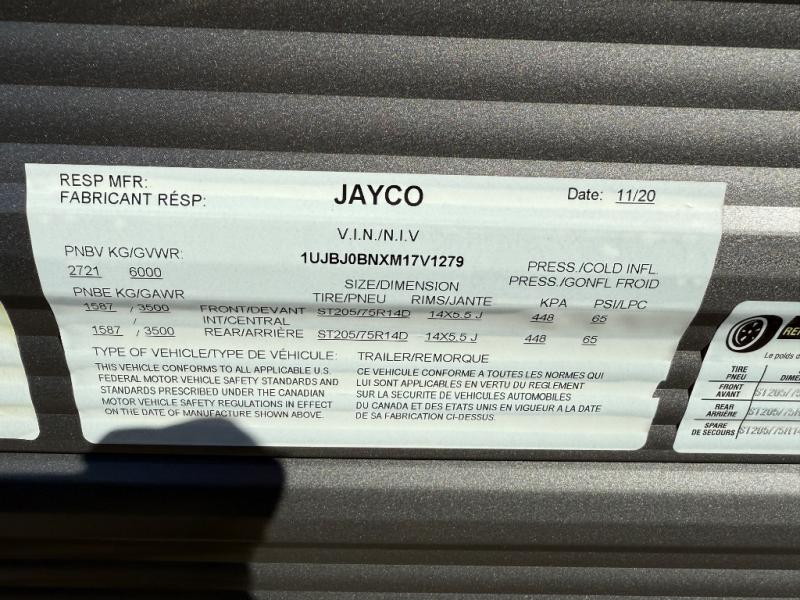 RESP MFR:
FABRICANT RÉSP:
JAYCO
Date: 11/20
V.I.N./N.I.V
1UJBJ0BNXM17V1279
PNBV KG/GVWR:
2721 6000
PRESS./COLD INFL.
PRESS./GONFL FROID
SIZE/DIMENSION
PNBE KG/GAWR TIRE/PNEU RIMS/JANTE KPA PSI/LPC
1587 / 3500 FRONT/DEVANT ST205/75R14D 14X5.5 J 448 65
/ INT/CENTRAL
1587 / 3500 REAR/ARRIÈRE ST205/75R14D 14X5.5 J 448 65
TYPE OF VEHICLE/TYPE DE VÉHICULE: TRAILER/REMORQUE
THIS VEHICLE CONFORMS TO ALL APPLICABLE U.S.
FEDERAL MOTOR VEHICLE SAFETY STANDARDS AND
STANDARDS PRESCRIBED UNDER THE CANADIAN
MOTOR VEHICLE SAFETY REGULATIONS IN EFFECT
ON THE DATE OF MANUFACTURE SHOWN ABOVE.
CE VEHICULE CONFORME A TOUTES LES NORMES QUI
LUI SONT APPLICABLES EN VERTU DU REGLEMENT
SUR LA SECURITE DE VEHICULES AUTOMOBILES
DU CANADA ET DES ETATS UNIS EN VIGUEUR A LA DATE
DE SA FABRICATION CI-DESSUS.
Le poids d
TIRE
PNEU
FRONT
AVANT
REAR
ARRIÈRE
SPARE
DE SECOURS